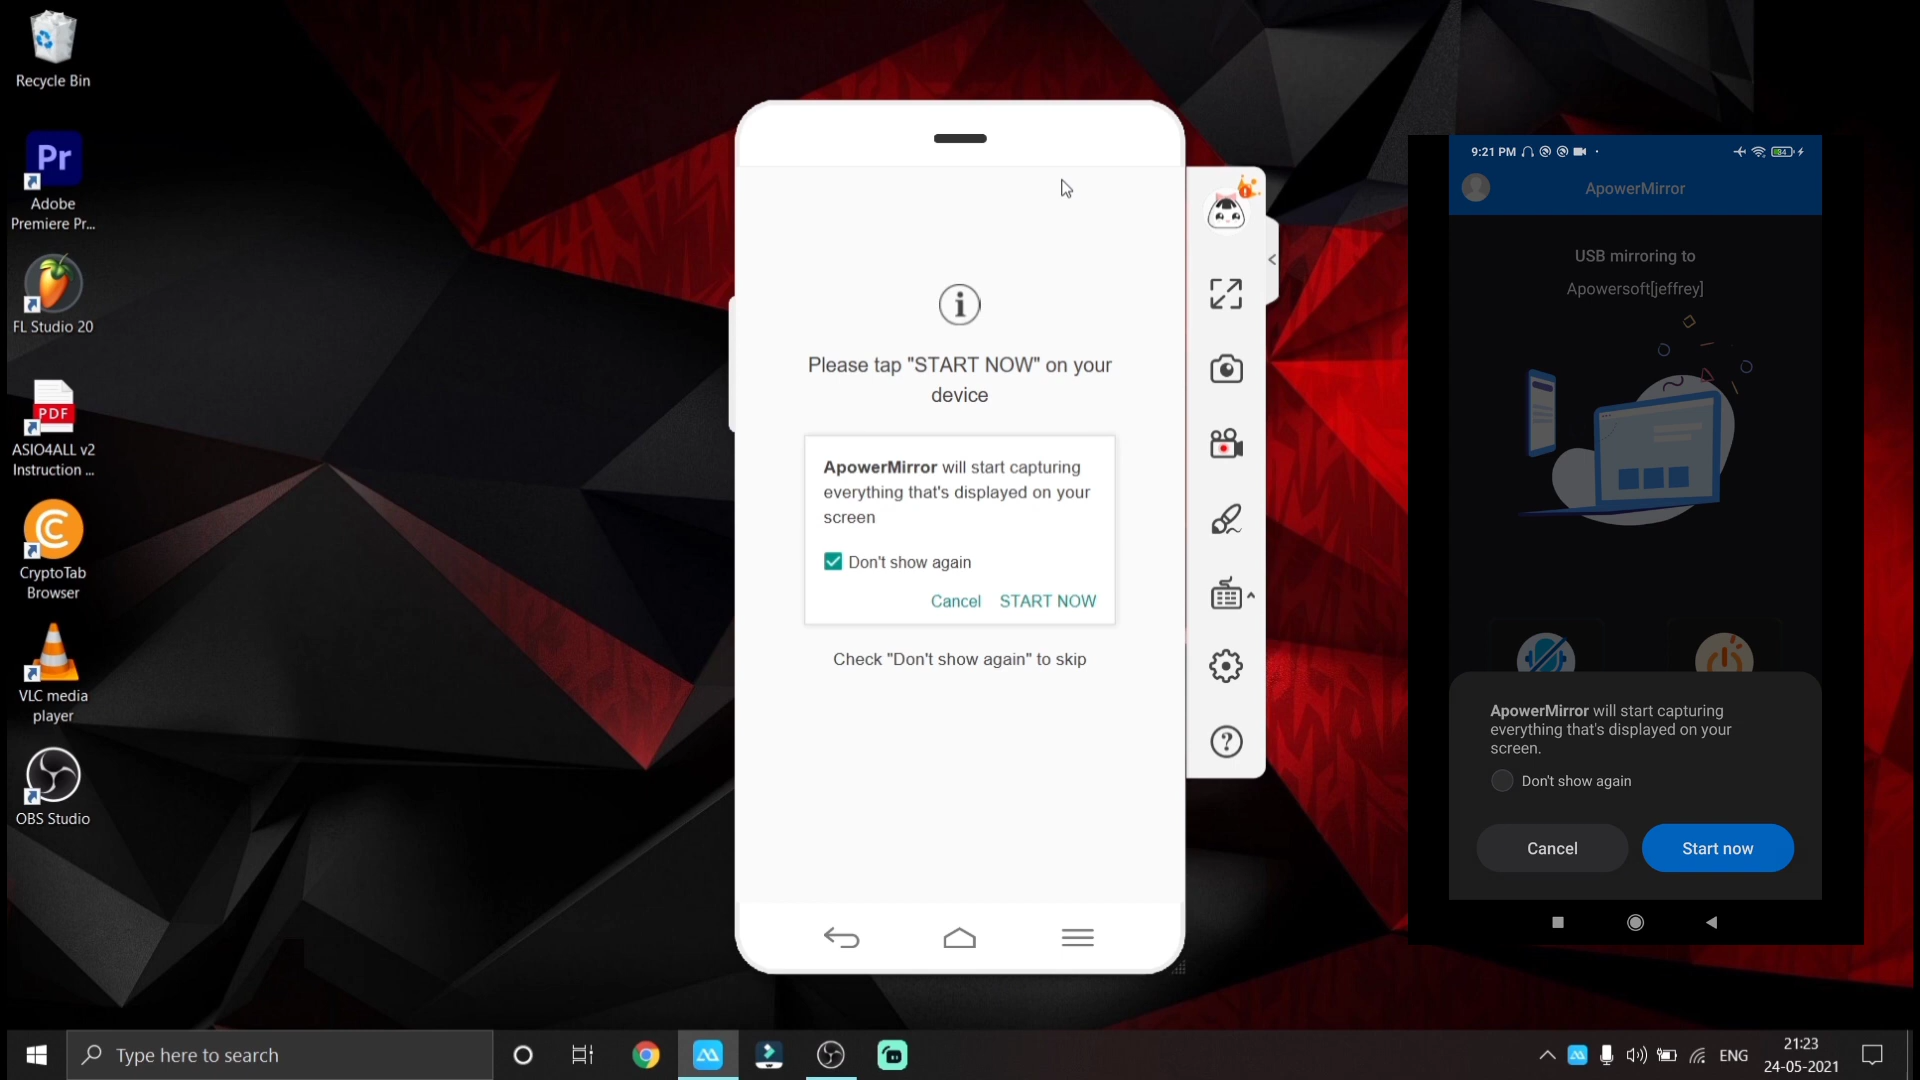 Recycle Bin
Pr
Adobe
Premiere Pr...
FL Studio 20
PDF
ASIO4ALL v2
Instruction ...
CryptoTab
Browser
VLC media
player
OBS Studio
Please tap "START NOW" on your
device
ApowerMirror will start capturing
everything that's displayed on your
screen
Don't show again
Cancel START NOW
Check "Don't show again" to skip
9:21 PM
84
ApowerMirror
USB mirroring to
Apowersoft[jeffrey]
ApowerMirror will start capturing
everything that's displayed on your
screen.
Don't show again
Cancel Start now
Type here to search
ENG
21:23
24-05-2021